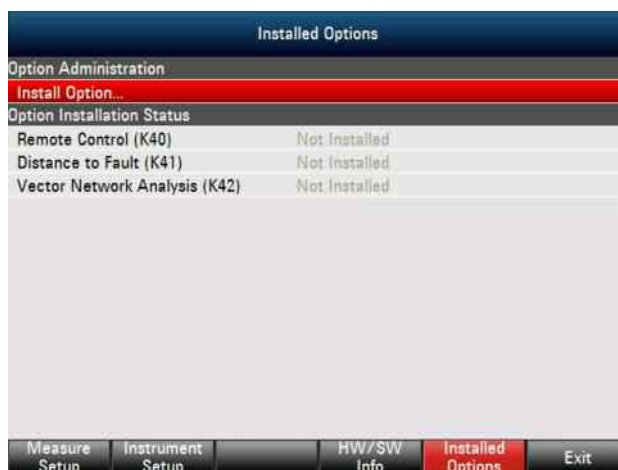 Installed Options
Option Administration
Install Option...
Option Installation Status
Remote Control (K40) Not Installed
Distance to Fault (K41) Not Installed
Vector Network Analysis (K42) Not Installed
Measure Setup
Instrument Setup
HW/SW Info
Installed Options
Exit